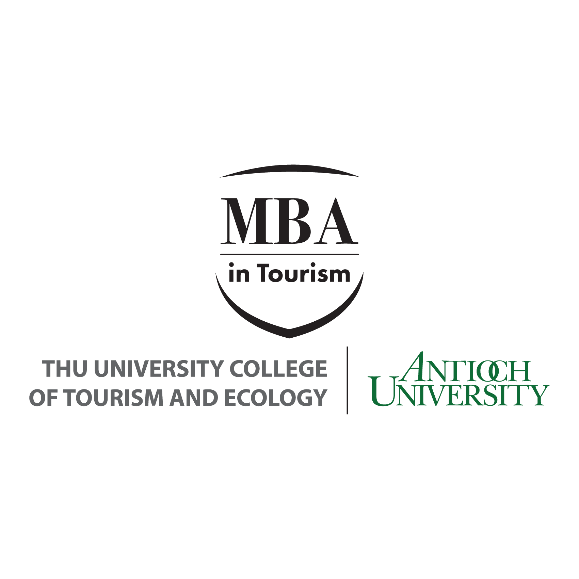 MBA
in Tourism
THU UNIVERSITY COLLEGE
OF TOURISM AND ECOLOGY
ANTIOCH
UNIVERSITY